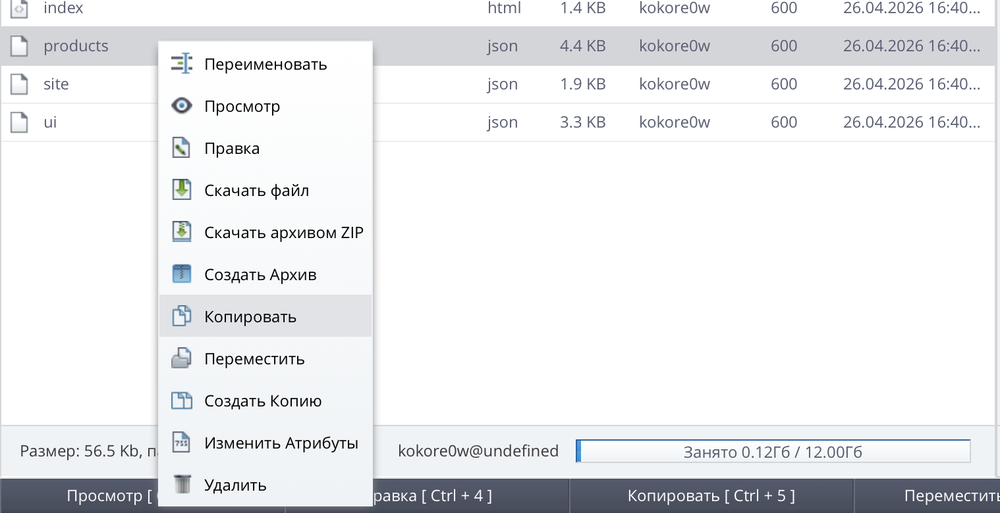 index html 1.4 KB kokore0w 600 26.04.2026 16:40...
products json 4.4 KB kokore0w 600 26.04.2026 16:40...
site json 1.9 KB kokore0w 600 26.04.2026 16:40...
ui json 3.3 KB kokore0w 600 26.04.2026 16:40...
Переименовать
Просмотр
Правка
Скачать файл
Скачать архивом ZIP
Создать Архив
Копировать
Переместить
Создать Копию
Изменить Атрибуты
Удалить
Размер: 56.5 Kb, kokore0w@undefined Занято 0.12Гб / 12.00Гб
Просмотр [ равка [ Ctrl + 4 ] Копировать [ Ctrl + 5 ] Переместить